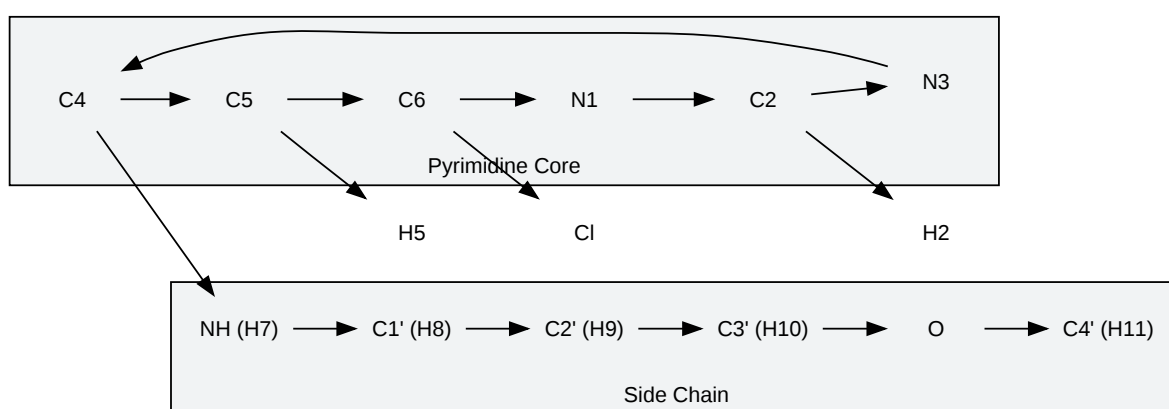 N3
C4
C5
C6
N1
C2
Pyrimidine Core
H5
Cl
H2
NH (H7)
C1' (H8)
C2' (H9)
C3' (H10)
O
C4' (H11)
Side Chain